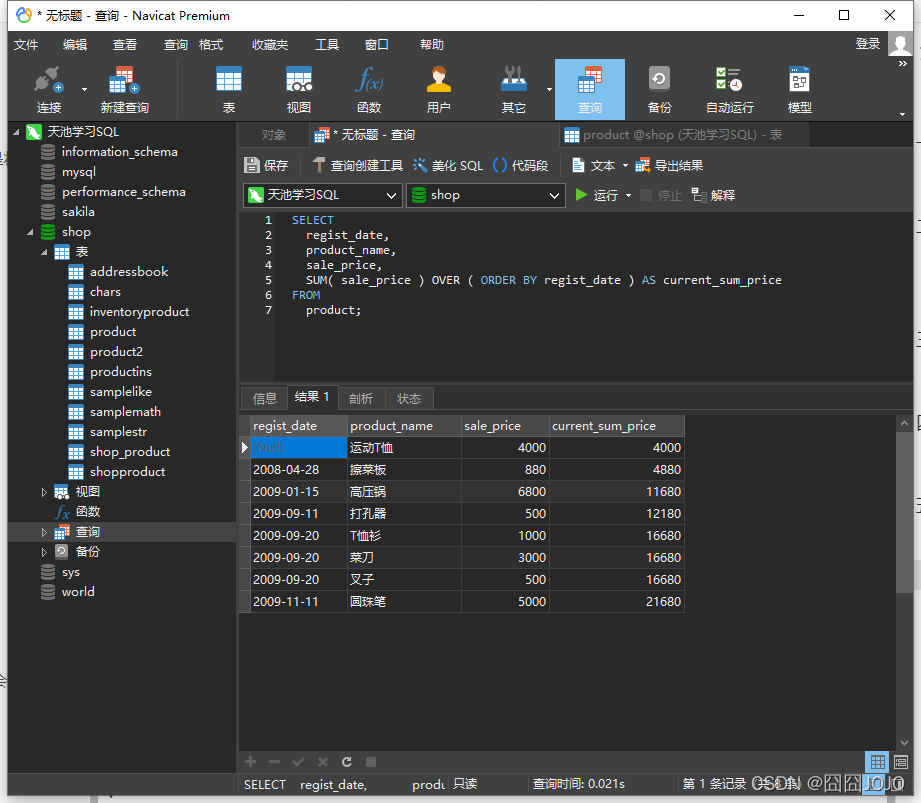 * 无标题 - 查询 - Navicat Premium
文件 编辑 查看 查询 格式 收藏夹 工具 窗口 帮助 登录
连接 新建查询 表 视图 函数 用户 其它 查询 备份 自动运行 模型
天池学习SQL
information_schema
mysql
performance_schema
sakila
shop
表
addressbook
chars
inventoryproduct
product
product2
productins
samplelike
samplemath
samplestr
shop_product
shopproduct
视图
函数
查询
备份
sys
world
对象 * 无标题 - 查询 product @shop (天池学习SQL) - 表
保存 查询创建工具 美化 SQL () 代码段 文本 导出结果
天池学习SQL shop 运行 停止 解释
1 SELECT
2 regist_date,
3 product_name,
4 sale_price,
5 SUM( sale_price ) OVER ( ORDER BY regist_date ) AS current_sum_price
6 FROM
7 product;
信息 结果 1 剖析 状态
regist_date product_name sale_price current_sum_price
(Null) 运动T恤 4000 4000
2008-04-28 擦菜板 880 4880
2009-01-15 高压锅 6800 11680
2009-09-11 打孔器 500 12180
2009-09-20 T恤衫 1000 16680
2009-09-20 菜刀 3000 16680
2009-09-20 叉子 500 16680
2009-11-11 圆珠笔 5000 21680
SELECT regist_date, produ 只读 查询时间: 0.021s 第 1 条记录 (共 8 条)
CSDN @囧囧JOJO